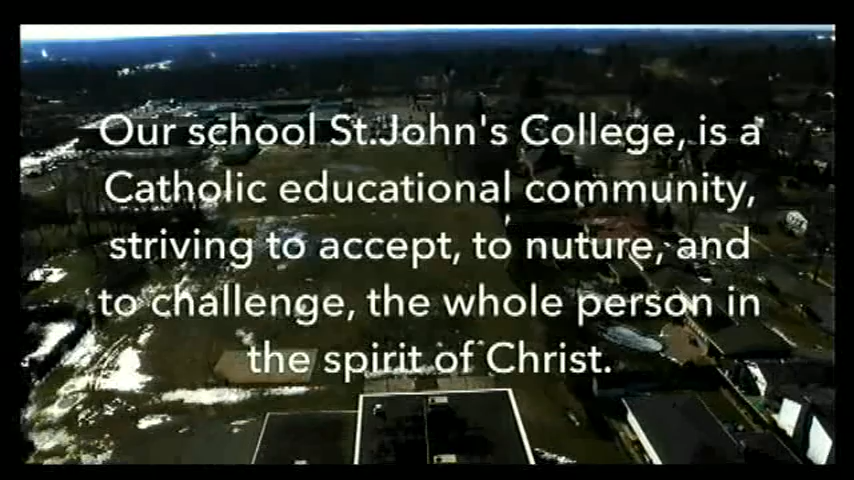 Our school St.John's College, is a
Catholic educational community,
striving to accept, to nuture, and
to challenge, the whole person in
the spirit of Christ.